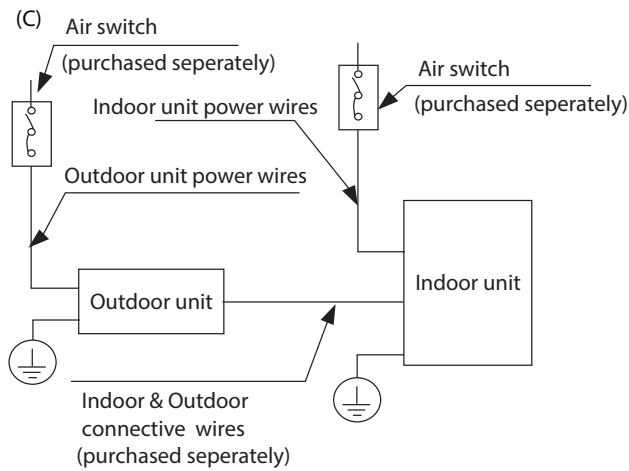 (C)
Air switch
(purchased seperately)
Air switch
(purchased seperately)
Indoor unit power wires
Outdoor unit power wires
Outdoor unit
Indoor unit
Indoor & Outdoor
connective wires
(purchased seperately)